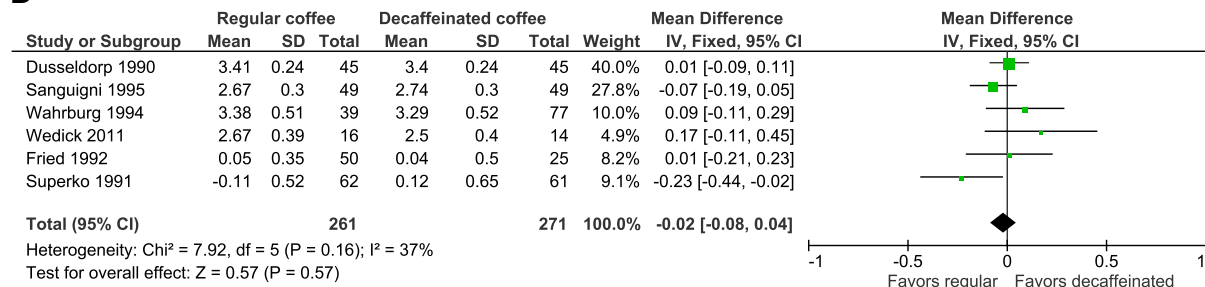 Regular coffee Decaffeinated coffee Mean Difference Mean Difference
Study or Subgroup Mean SD Total Mean SD Total Weight IV, Fixed, 95% CI IV, Fixed, 95% CI
Dusseldorp 1990 3.41 0.24 45 3.4 0.24 45 40.0% 0.01 [-0.09, 0.11]
Sanguigni 1995 2.67 0.3 49 2.74 0.3 49 27.8% -0.07 [-0.19, 0.05]
Wahrburg 1994 3.38 0.51 39 3.29 0.52 77 10.0% 0.09 [-0.11, 0.29]
Wedick 2011 2.67 0.39 16 2.5 0.4 14 4.9% 0.17 [-0.11, 0.45]
Fried 1992 0.05 0.35 50 0.04 0.5 25 8.2% 0.01 [-0.21, 0.23]
Superko 1991 -0.11 0.52 62 0.12 0.65 61 9.1% -0.23 [-0.44, -0.02]
Total (95% CI) 261 271 100.0% -0.02 [-0.08, 0.04]
Heterogeneity: Chi² = 7.92, df = 5 (P = 0.16); I² = 37%
Test for overall effect: Z = 0.57 (P = 0.57)
-1 -0.5 0 0.5 1
Favors regular Favors decaffeinated